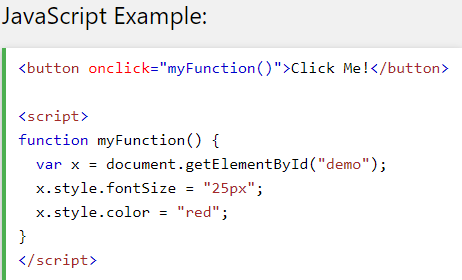 JavaScript Example:
<button onclick="myFunction()">Click Me!</button>
<script>
function myFunction() {
  var x = document.getElementById("demo");
  x.style.fontSize = "25px";
  x.style.color = "red";
}
</script>